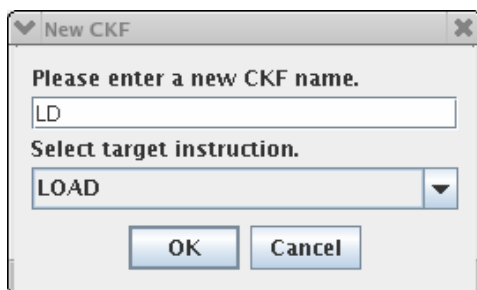 New CKF
Please enter a new CKF name.
LD
Select target instruction.
LOAD
OK Cancel